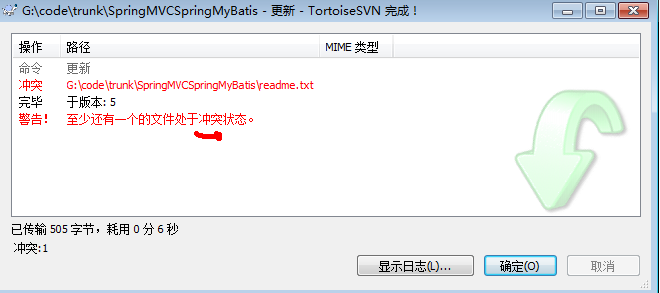 G:\code\trunk\SpringMVCSpringMyBatis - 更新 - TortoiseSVN 完成！
操作 路径 MIME 类型
命令 更新
冲突 G:\code\trunk\SpringMVCSpringMyBatis\readme.txt
完毕 于版本: 5
警告! 至少还有一个的文件处于冲突状态。
已传输 505 字节，耗用 0 分 6 秒
冲突:1
显示日志(L)... 确定(O) 取消